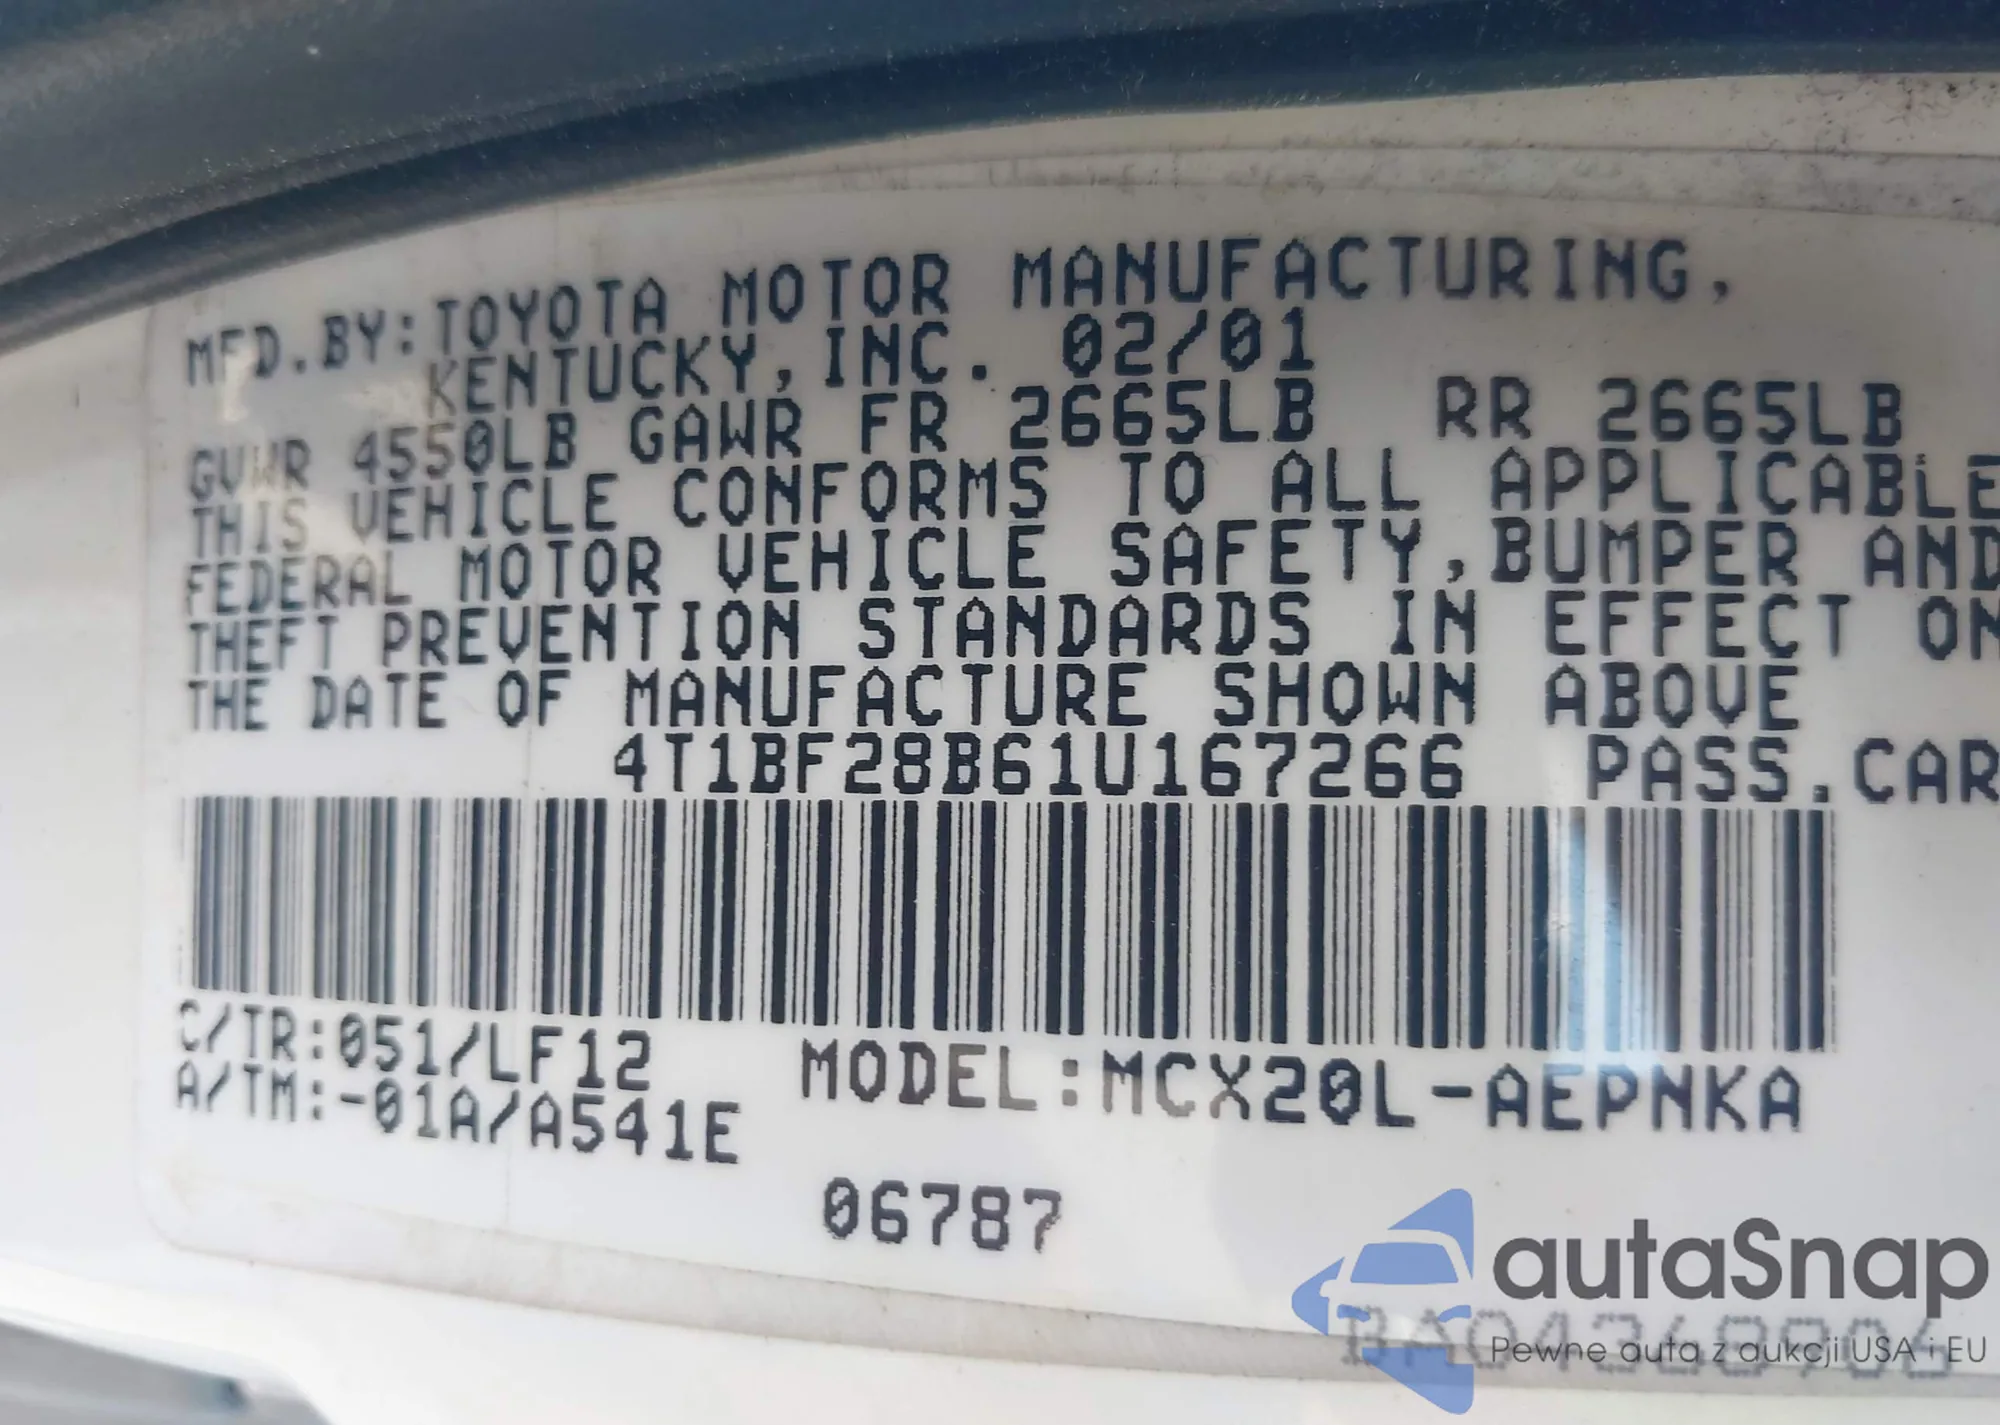 MFD.BY:TOYOTA MOTOR MANUFACTURING,
KENTUCKY,INC. 02/01
GVWR 4550LB GAWR FR 2665LB RR 2665LB
THIS VEHICLE CONFORMS TO ALL APPLICABLE
FEDERAL MOTOR VEHICLE SAFETY,BUMPER AND
THEFT PREVENTION STANDARDS IN EFFECT ON
THE DATE OF MANUFACTURE SHOWN ABOVE
4T1BF28B61U167266 PASS.CAR
C/TR:051/LF12
A/TM:-01A/A541E
MODEL:MCX20L-AEPNKA
06787
autaSnap
Pewne auta z aukcji USA i EU